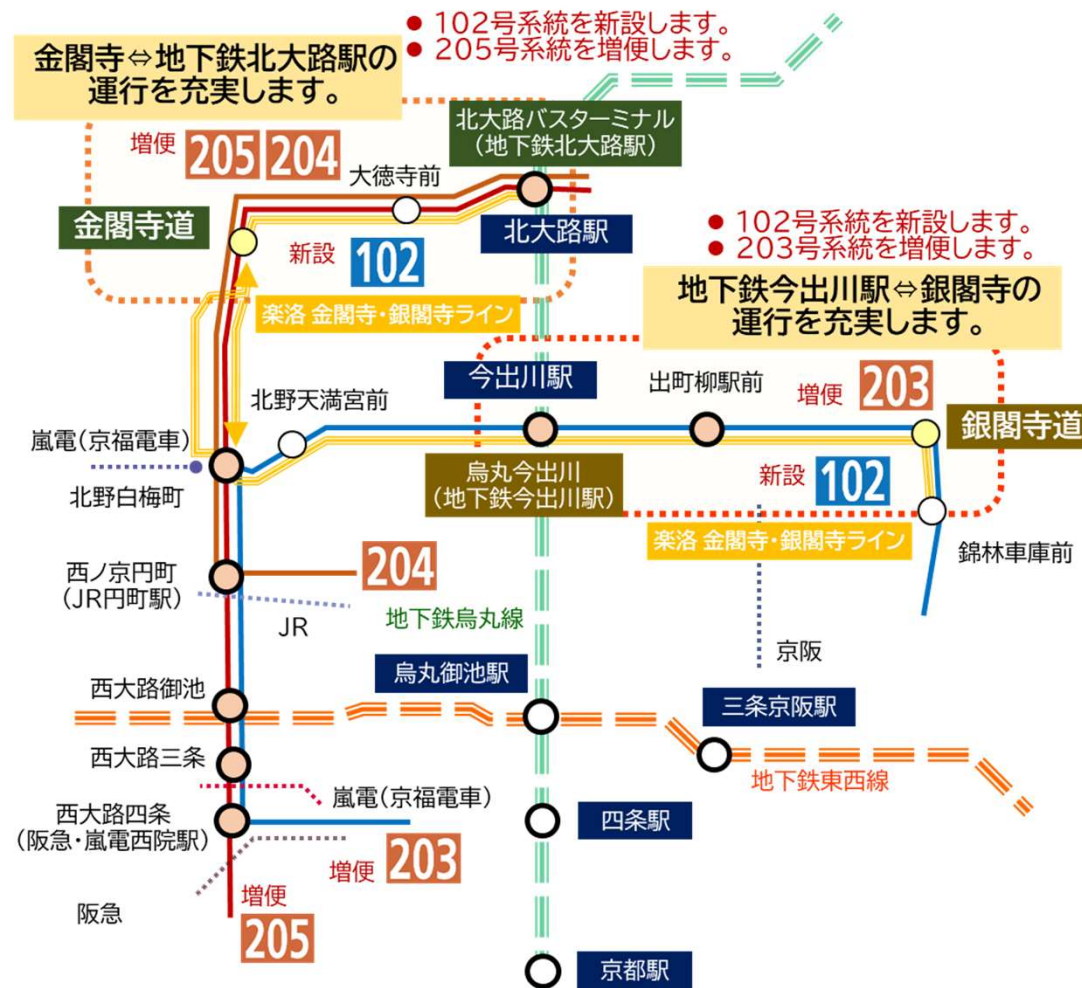 ● 102号系統を新設します。
● 205号系統を増便します。
金閣寺⇔地下鉄北大路駅の
運行を充実します。
北大路バスターミナル
(地下鉄北大路駅)
増便 205 204
大徳寺前
金閣寺道
北大路駅
新設 102
楽洛 金閣寺・銀閣寺ライン
● 102号系統を新設します。
● 203号系統を増便します。
地下鉄今出川駅⇔銀閣寺の
運行を充実します。
今出川駅
出町柳駅前
増便 203
北野天満宮前
銀閣寺道
嵐電(京福電車)
北野白梅町
烏丸今出川
(地下鉄今出川駅)
新設 102
楽洛 金閣寺・銀閣寺ライン
錦林車庫前
西ノ京円町
(JR円町駅)
204
JR
地下鉄烏丸線
京阪
烏丸御池駅
西大路御池
三条京阪駅
西大路三条
地下鉄東西線
嵐電(京福電車)
西大路四条
(阪急・嵐電西院駅)
四条駅
増便 203
阪急
増便
205
京都駅